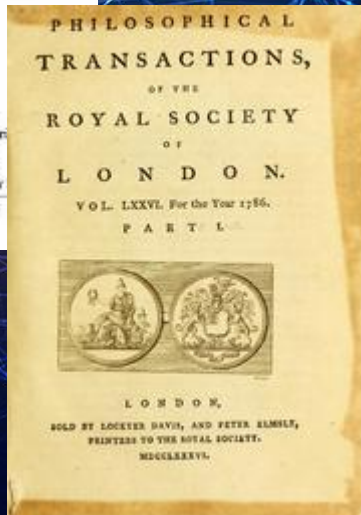 PHILOSOPHICAL
TRANSACTIONS,
OF THE
ROYAL SOCIETY
OF
LONDON.
VOL. LXXVI. For the Year 1786.
PART I.
LONDON,
SOLD BY LOCKYER DAVIS, AND PETER ELMSLY,
PRINTERS TO THE ROYAL SOCIETY.
MDCCLXXXVI.